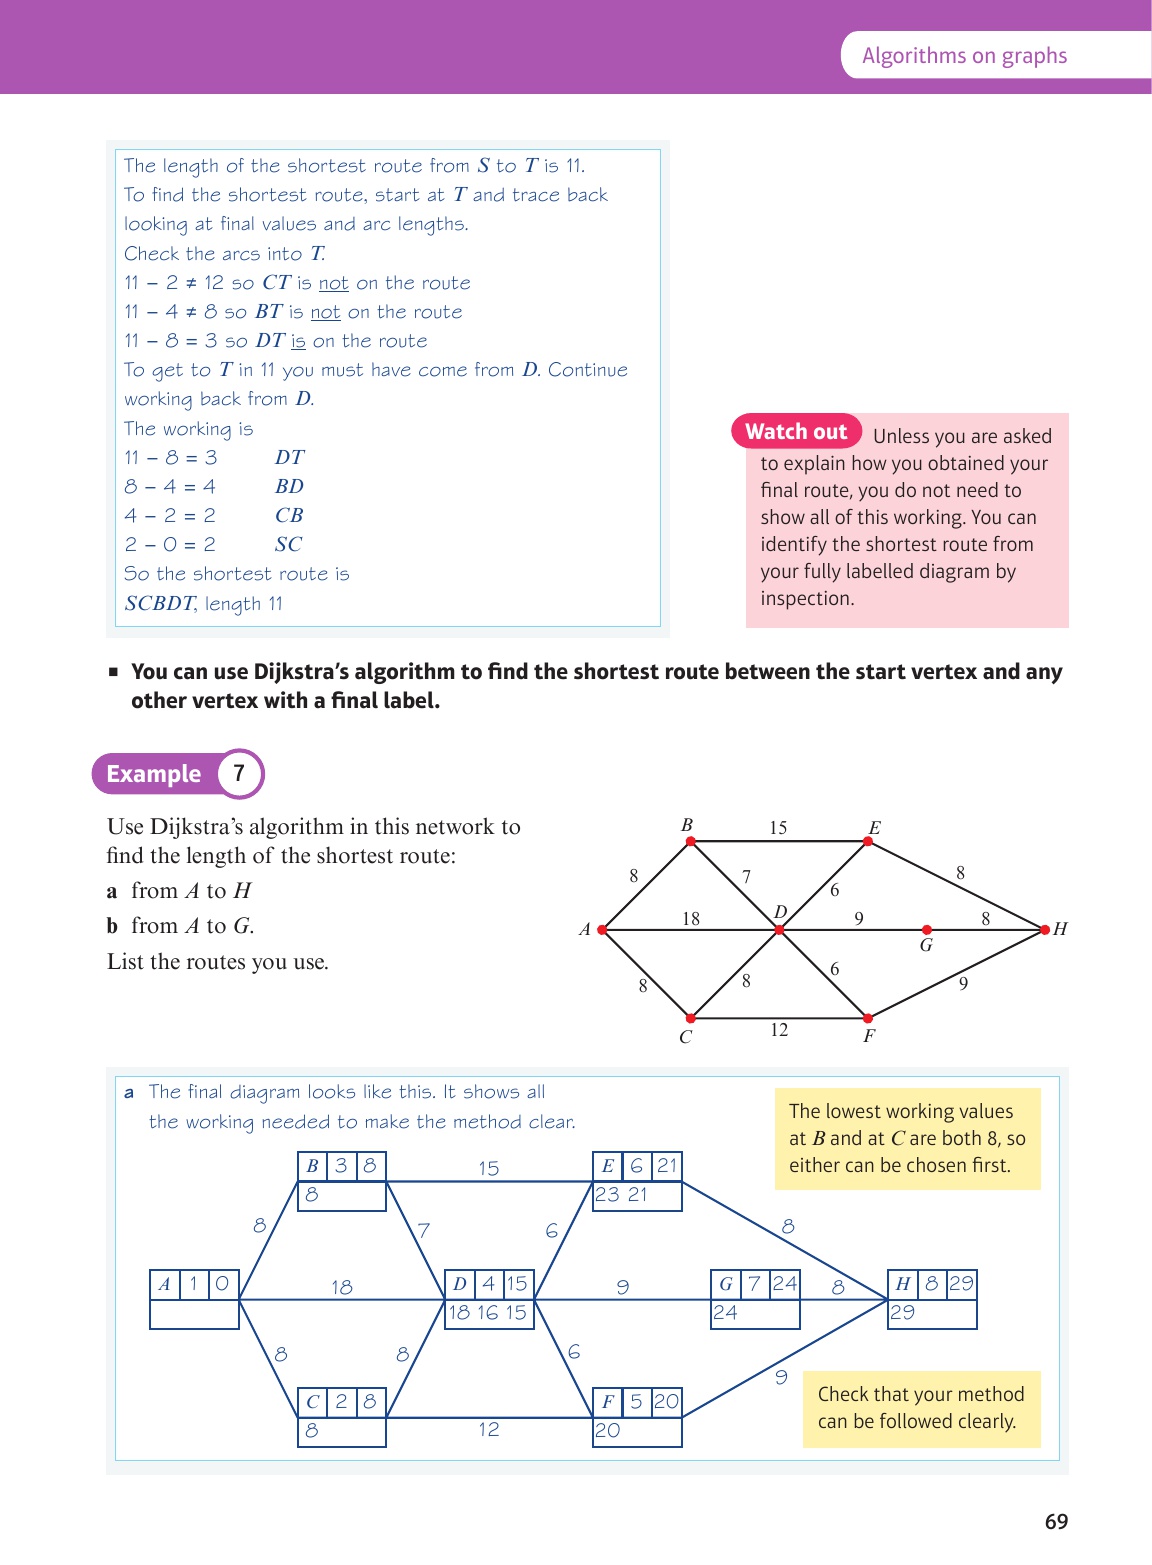 Algorithms on graphs
The length of the shortest route from S to T is 11.
To find the shortest route, start at T and trace back
looking at final values and arc lengths.
Check the arcs into T.
11 – 2 ≠ 12 so CT is not on the route
11 – 4 ≠ 8 so BT is not on the route
11 – 8 = 3 so DT is on the route
To get to T in 11 you must have come from D. Continue
working back from D.
The working is
11 – 8 = 3 DT
8 – 4 = 4 BD
4 – 2 = 2 CB
2 – 0 = 2 SC
So the shortest route is
SCBDT, length 11
Watch out Unless you are asked
to explain how you obtained your
final route, you do not need to
show all of this working. You can
identify the shortest route from
your fully labelled diagram by
inspection.
▪ You can use Dijkstra’s algorithm to find the shortest route between the start vertex and any
other vertex with a final label.
Example 7
Use Dijkstra’s algorithm in this network to
find the length of the shortest route:
a from A to H
b from A to G.
List the routes you use.
B 15 E
8 7 6 8
A 18 D 9 G 8 H
8 8 6 9
C 12 F
a The final diagram looks like this. It shows all
the working needed to make the method clear.
The lowest working values
at B and at C are both 8, so
either can be chosen first.
B 3 8 15 E 6 21
8 23 21
8 7 6 8
A 1 0 18 D 4 15 9 G 7 24 8 H 8 29
18 16 15 24 29
8 8 6 9
C 2 8 12 F 5 20
8 20
Check that your method
can be followed clearly.
69